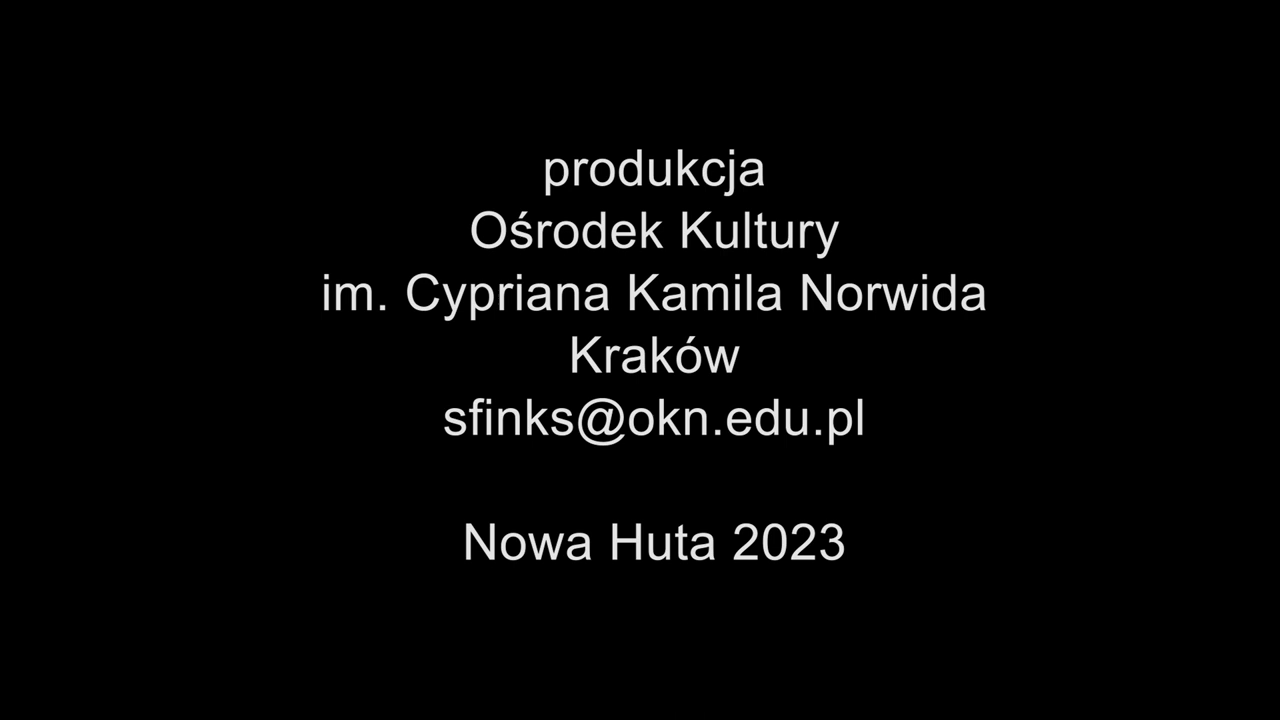 produkcja
Ośrodek Kultury
im. Cypriana Kamila Norwida
Kraków
sfinks@okn.edu.pl
Nowa Huta 2023